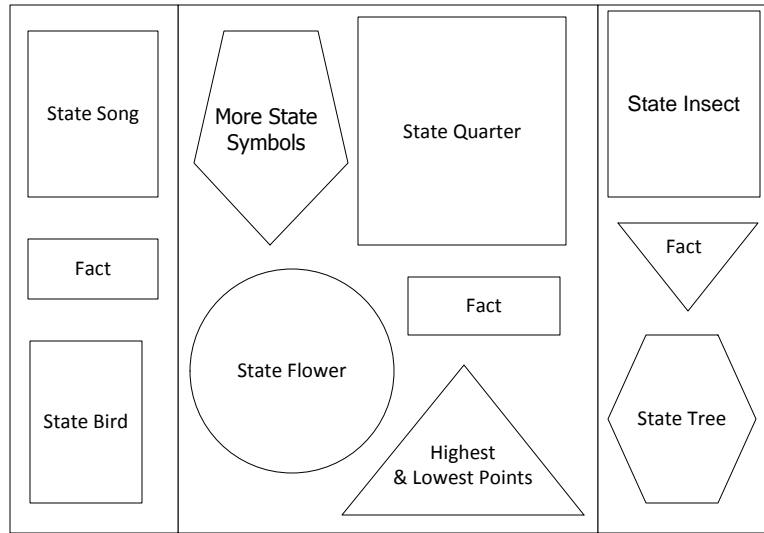 State Song
Fact
State Bird
More State
Symbols
State Quarter
State Flower
Fact
Highest
& Lowest Points
State Insect
Fact
State Tree